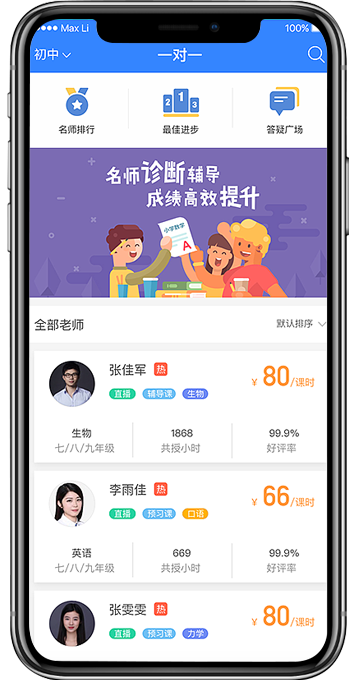 Max Li 100%
初中 一对一
名师排行 最佳进步 答疑广场
名师诊断辅导
成绩高效提升
小学数学
A
全部老师 默认排序
张佳军 热
直播 辅导课 生物
¥ 80/课时
生物 1868 99.9%
七/八/九年级 共授小时 好评率
李雨佳 热
直播 预习课 口语
¥ 66/课时
英语 669 99.9%
七/八/九年级 共授小时 好评率
张雯雯 热
直播 预习课 力学
¥ 80/课时